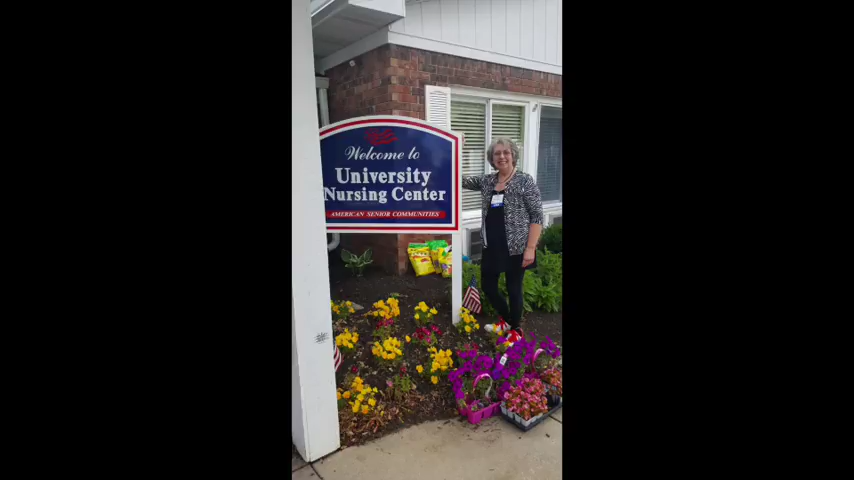 Welcome to
University
Nursing Center
AMERICAN SENIOR COMMUNITIES